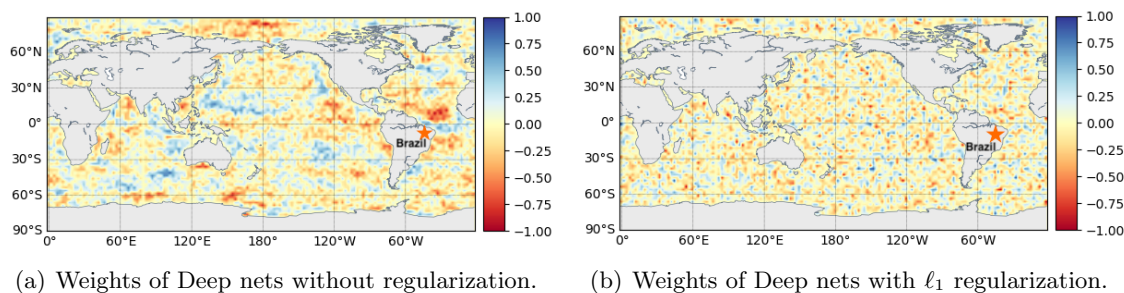 60°N
30°N
0°
30°S
60°S
90°S
0° 60°E 120°E 180° 120°W 60°W
Brazil
1.00
0.75
0.50
0.25
0.00
−0.25
−0.50
−0.75
−1.00
60°N
30°N
0°
30°S
60°S
90°S
0° 60°E 120°E 180° 120°W 60°W
Brazil
1.00
0.75
0.50
0.25
0.00
−0.25
−0.50
−0.75
−1.00
(a) Weights of Deep nets without regularization.
(b) Weights of Deep nets with ℓ₁ regularization.